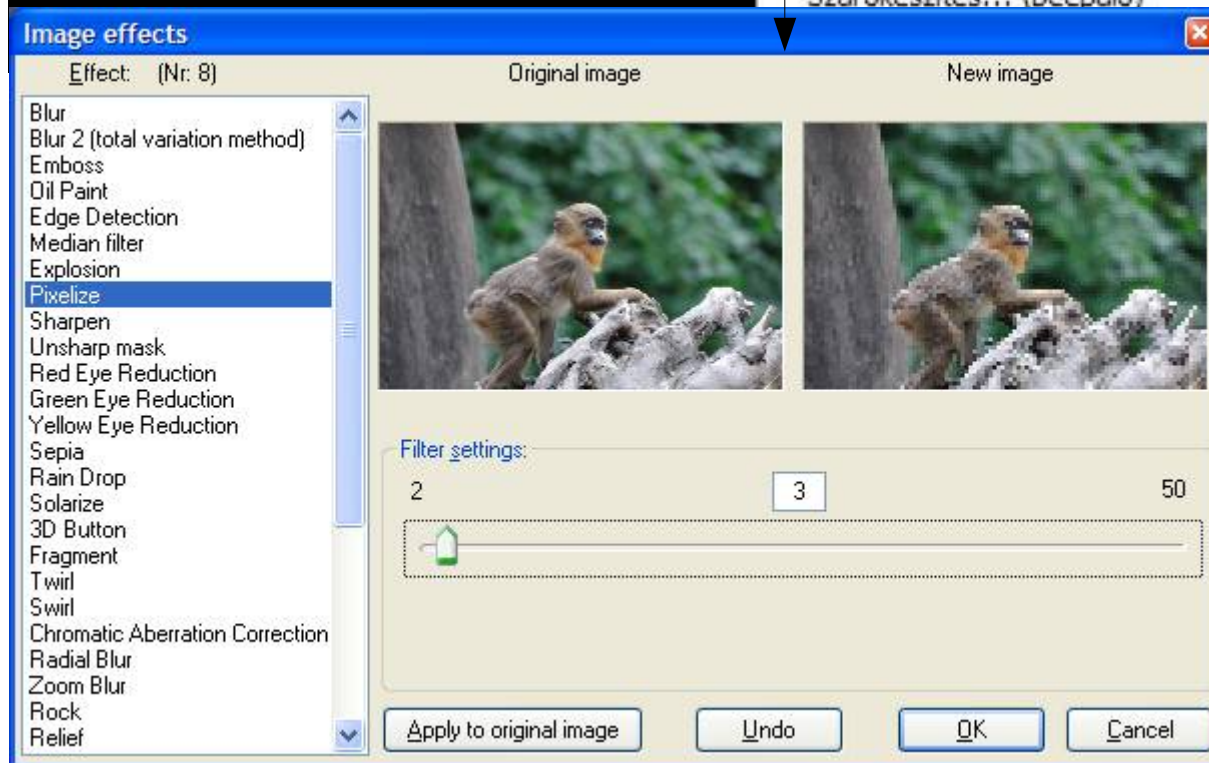 Image effects
Effect: (Nr: 8)
Original image
New image
Blur
Blur 2 (total variation method)
Emboss
Oil Paint
Edge Detection
Median filter
Explosion
Pixelize
Sharpen
Unsharp mask
Red Eye Reduction
Green Eye Reduction
Yellow Eye Reduction
Sepia
Rain Drop
Solarize
3D Button
Fragment
Twirl
Swirl
Chromatic Aberration Correction
Radial Blur
Zoom Blur
Rock
Relief
Filter settings:
2
3
50
Apply to original image
Undo
OK
Cancel